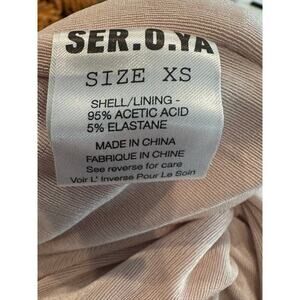 SER.O.YA
SIZE XS
SHELL/LINING -
95% ACETIC ACID
5% ELASTANE
MADE IN CHINA
FABRIQUE IN CHINE
See reverse for care
Voir L' Inverse Pour Le Soin